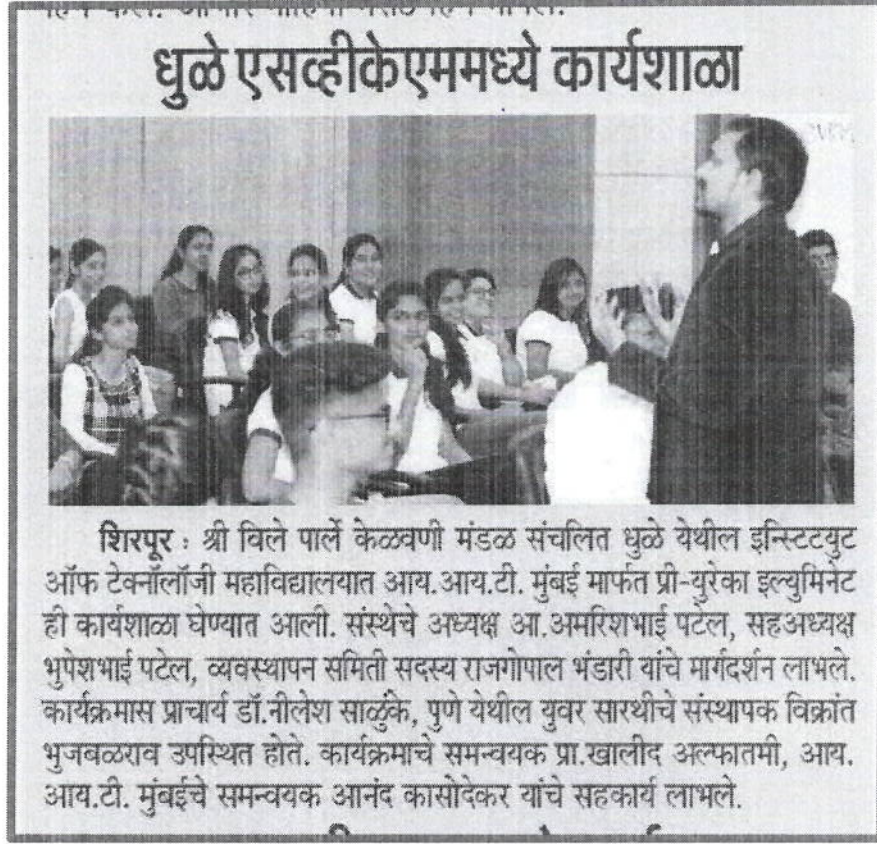 धुळे एसव्हीकेएममध्ये कार्यशाळा
शिरपूर : श्री विले पार्ले केळवणी मंडळ संचलित धुळे येथील इन्स्टिटयुट
ऑफ टेक्नॉलॉजी महाविद्यालयात आय.आय.टी. मुंबई मार्फत प्री-युरेका इल्युमिनेट
ही कार्यशाळा घेण्यात आली. संस्थेचे अध्यक्ष आ.अमरिशभाई पटेल, सहअध्यक्ष
भुपेशभाई पटेल, व्यवस्थापन समिती सदस्य राजगोपाल भंडारी यांचे मार्गदर्शन लाभले.
कार्यक्रमास प्राचार्य डॉ.नीलेश साळुंके, पुणे येथील युवर सारथीचे संस्थापक विक्रांत
भुजबळराव उपस्थित होते. कार्यक्रमाचे समन्वयक प्रा.खालीद अल्फातमी, आय.
आय.टी. मुंबईचे समन्वयक आनंद कासोदेकर यांचे सहकार्य लाभले.